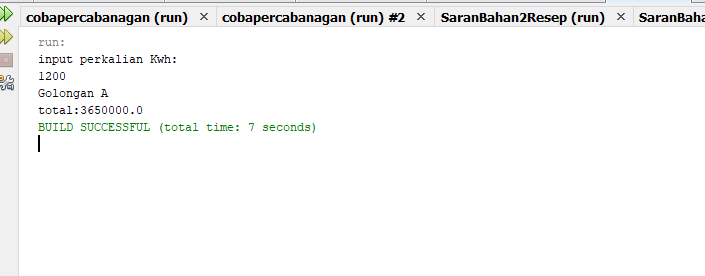 cobapercabanagan (run) × cobapercabanagan (run) #2 × SaranBahan2Resep (run) × SaranBaha
run:
input perkalian Kwh:
1200
Golongan A
total:3650000.0
BUILD SUCCESSFUL (total time: 7 seconds)